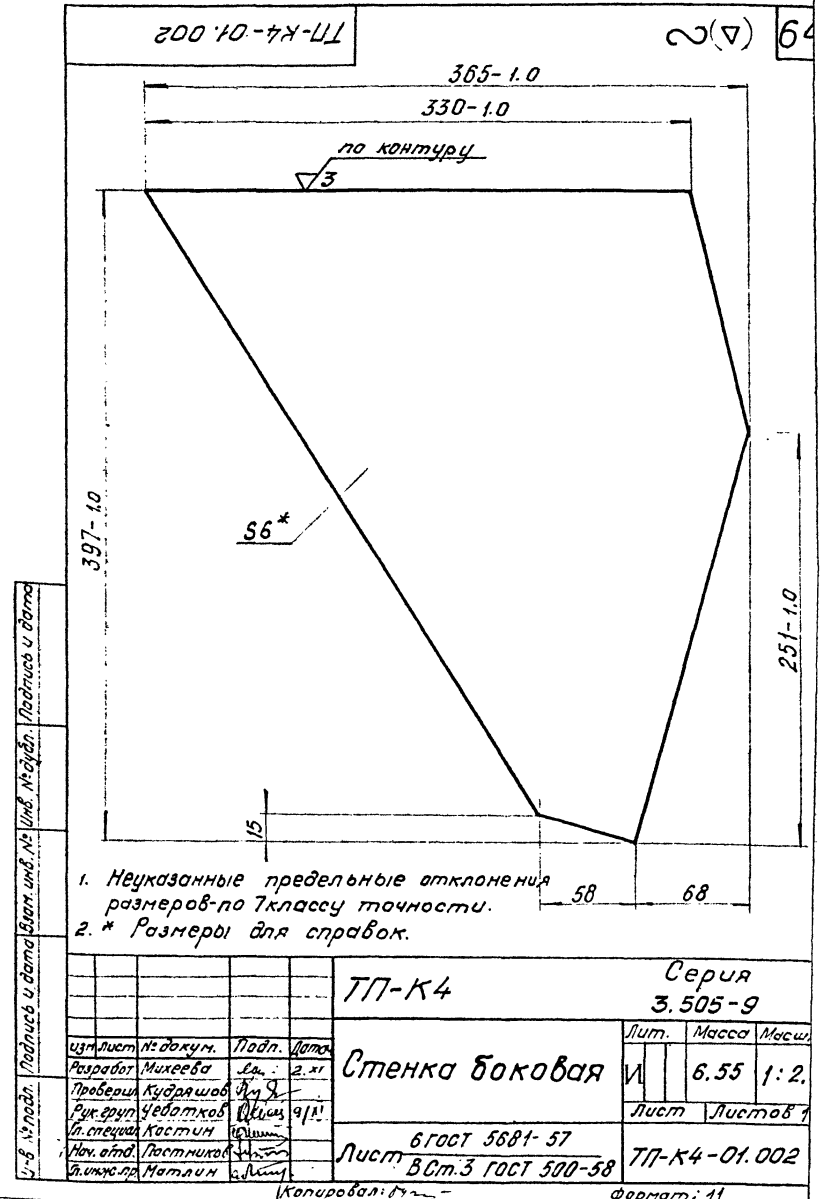 ТП-К4-01.002
∼(∇)
64
365-1.0
330-1.0
по контуру
∇3
397-1.0
S6*
251-1.0
15
58
68
1. Неуказанные предельные отклонения
размеров-по 7классу точности.
2. * Размеры для справок.
ТП-К4
Серия
3.505-9
Изм Лист № докум. Подп. Дата
Разработ Михеева 2.XI
Проверил Кудряшов
Рук.груп Чеботков 9/XI
Гл.специал Костин
Нач. отд. Постников
Гл.инж.пр Матлин
Стенка боковая
Лит. Масса Масш.
И 6.55 1:2.
Лист Листов 1
Лист 6 ГОСТ 5681-57
В Ст.3 ГОСТ 500-58
ТП-К4-01.002
Копировал:
формат: 11
Инв № подл. Подпись и дата Взам. инв. № Инв. № дубл. Подпись и дата